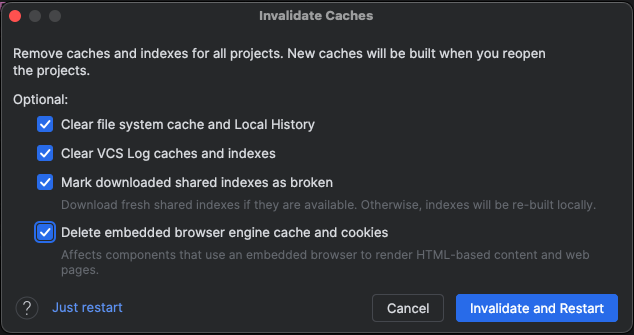 Invalidate Caches
Remove caches and indexes for all projects. New caches will be built when you reopen
the projects.
Optional:
Clear file system cache and Local History
Clear VCS Log caches and indexes
Mark downloaded shared indexes as broken
Download fresh shared indexes if they are available. Otherwise, indexes will be re-built locally.
Delete embedded browser engine cache and cookies
Affects components that use an embedded browser to render HTML-based content and web
pages.
? Just restart Cancel Invalidate and Restart